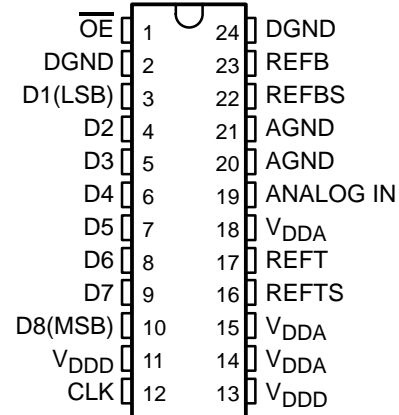 OE 1 24 DGND
DGND 2 23 REFB
D1(LSB) 3 22 REFBS
D2 4 21 AGND
D3 5 20 AGND
D4 6 19 ANALOG IN
D5 7 18 VDDA
D6 8 17 REFT
D7 9 16 REFTS
D8(MSB) 10 15 VDDA
VDDD 11 14 VDDA
CLK 12 13 VDDD